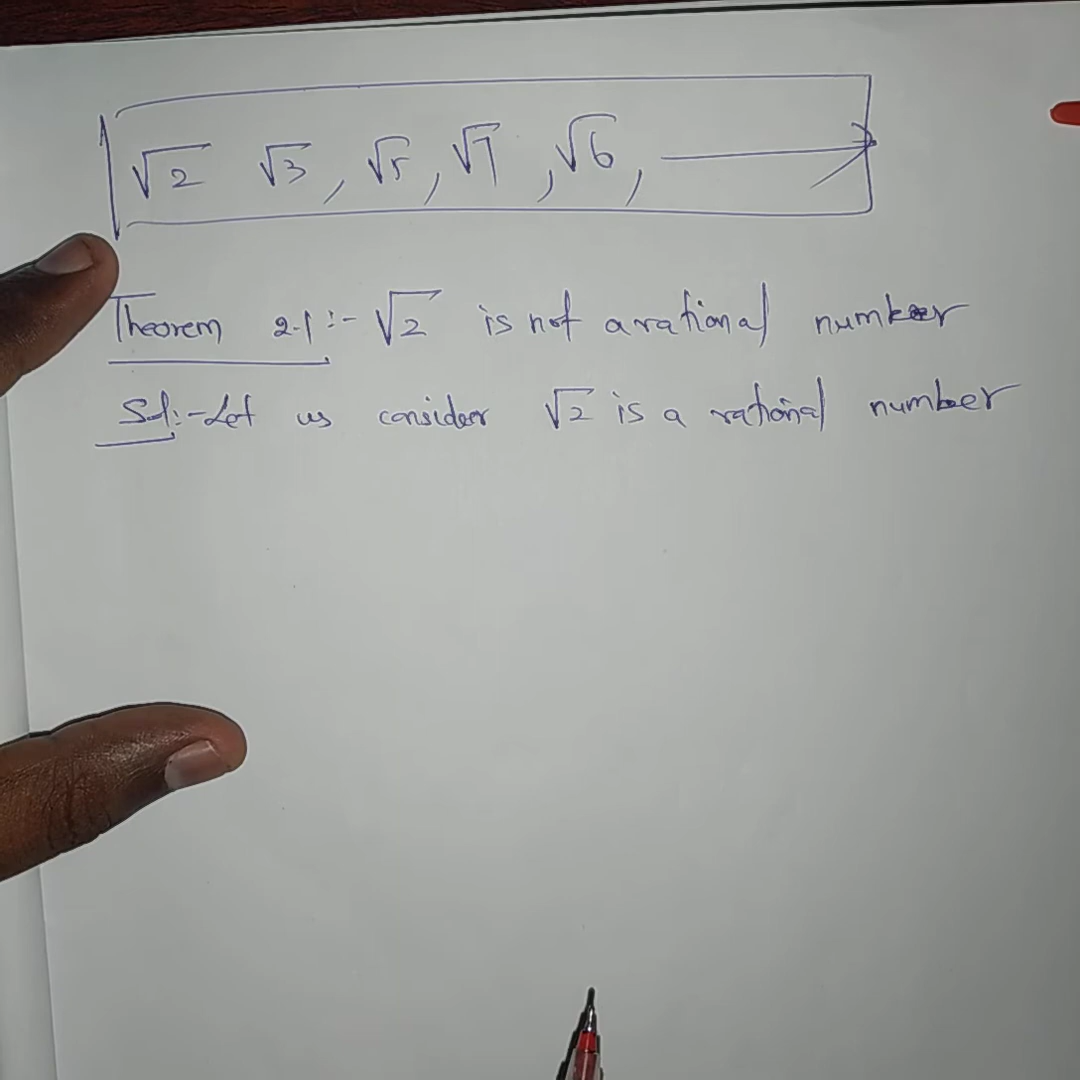 √2 √3, √5, √7, √6,
Theorem 2.1 :- √2 is not a rational number
Sol:- Let us consider √2 is a rational number